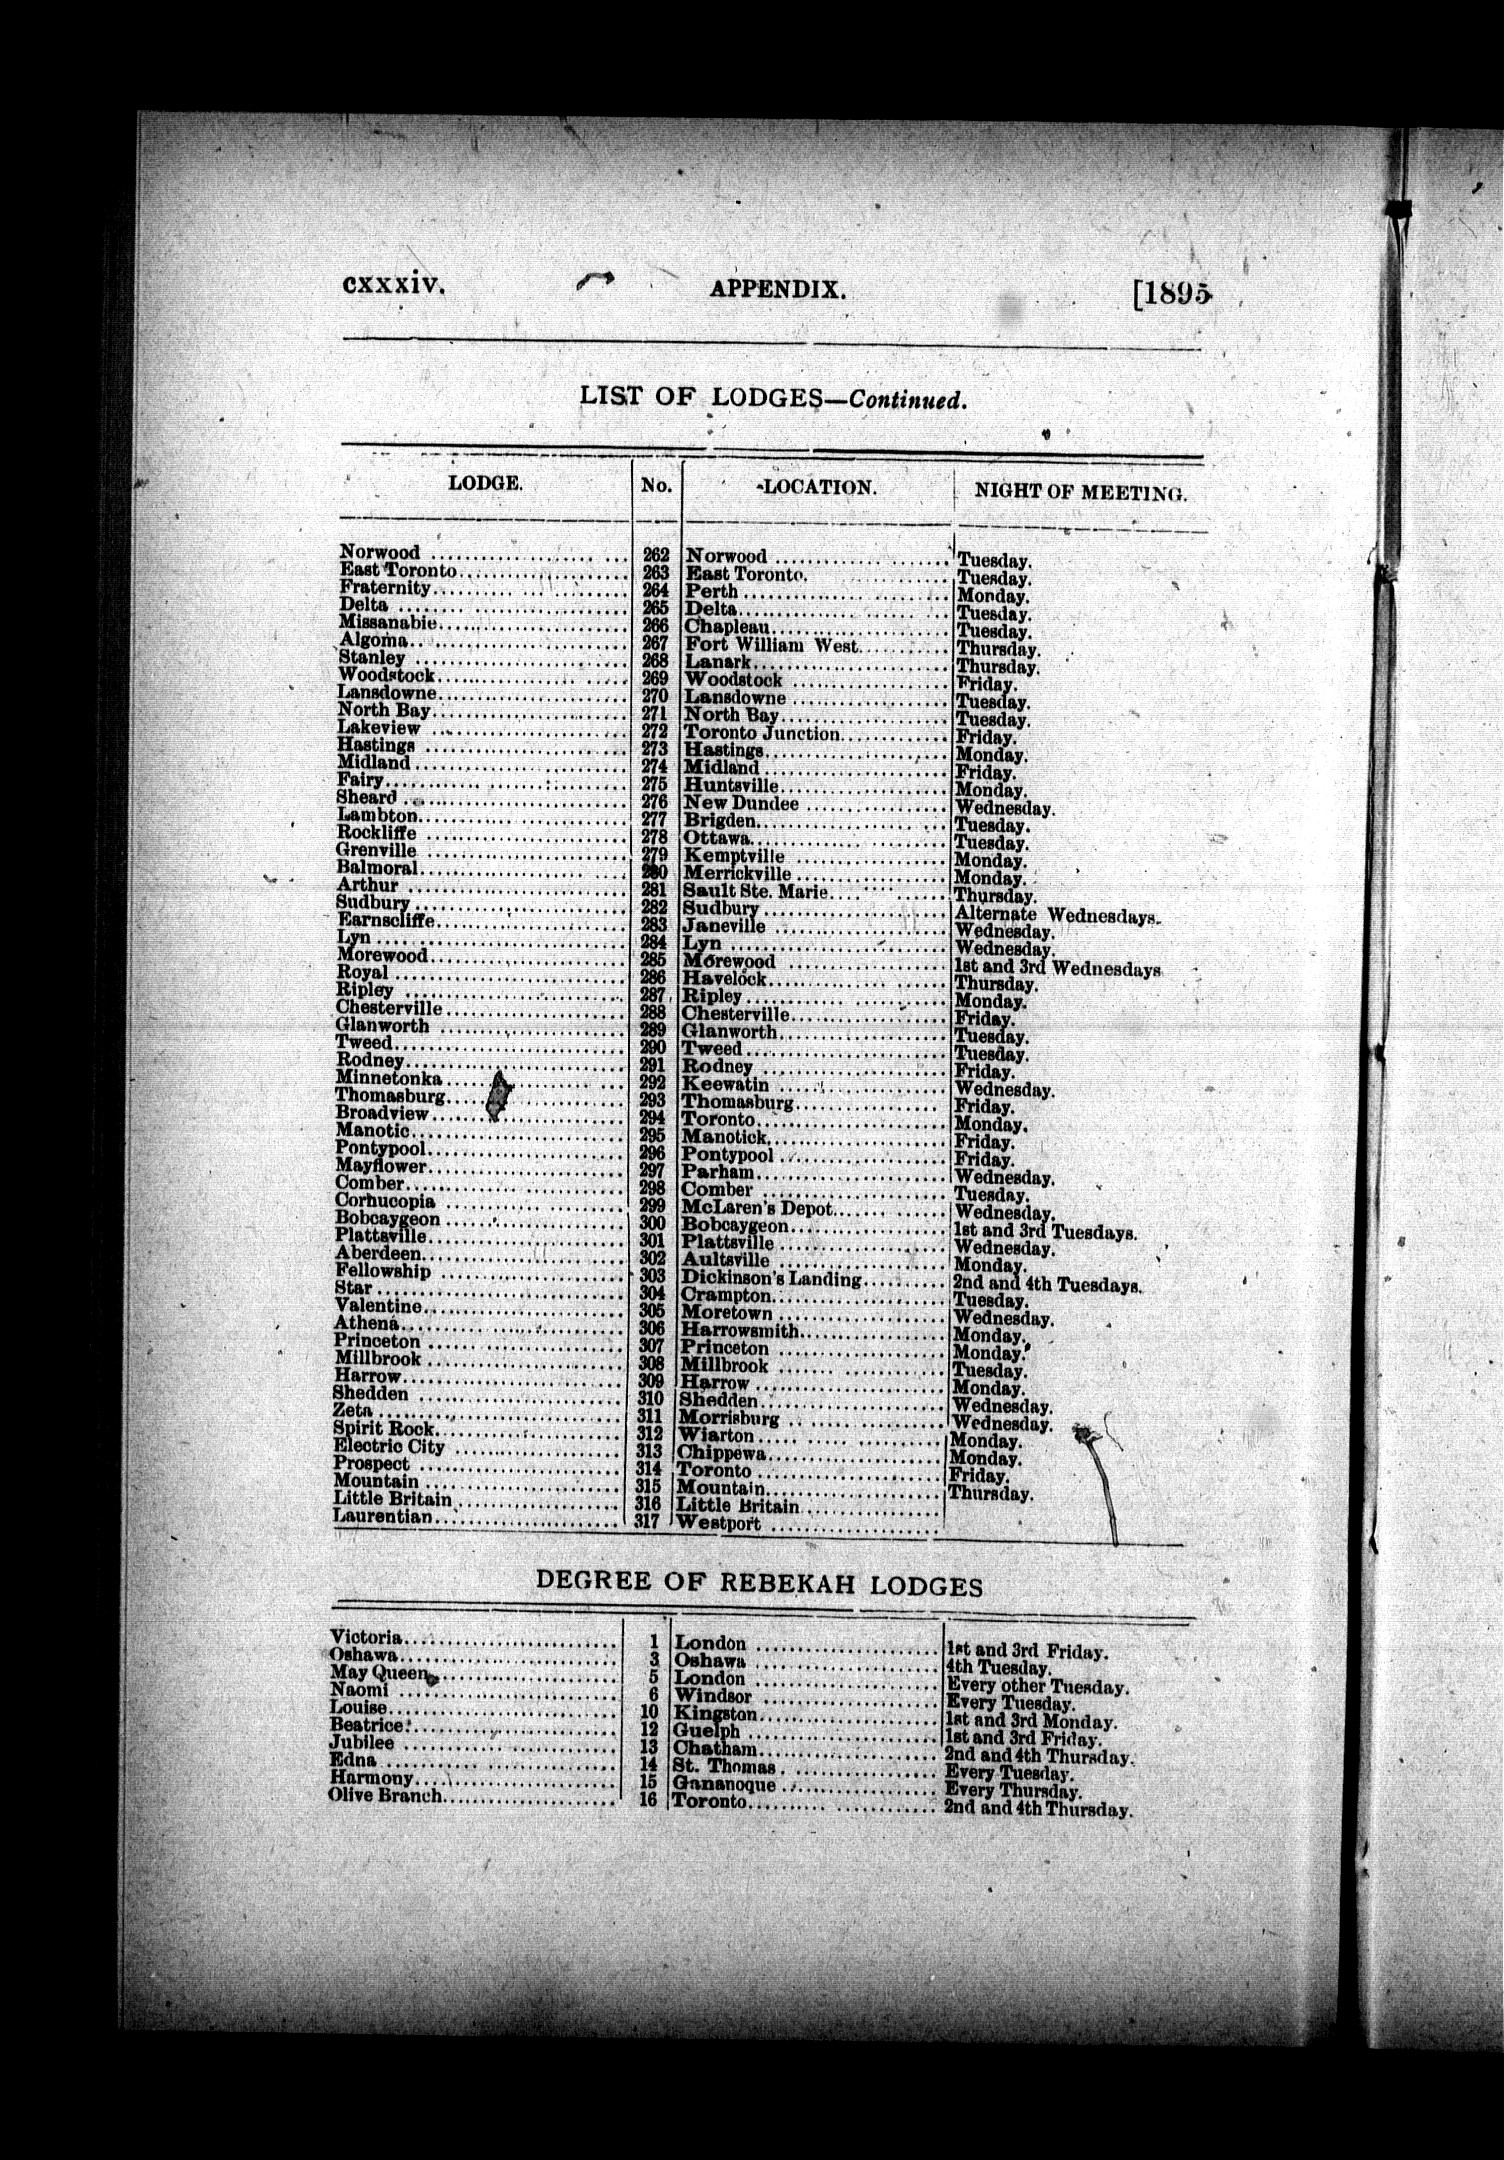 cxxxiv. APPENDIX. [1895
LIST OF LODGES—Continued.
LODGE. No. LOCATION. NIGHT OF MEETING.
Norwood 262 Norwood Tuesday.
East Toronto 263 East Toronto Tuesday.
Fraternity 264 Perth Monday.
Delta 265 Delta Tuesday.
Missanabie 266 Chapleau Tuesday.
Algoma 267 Fort William West Thursday.
Stanley 268 Lanark Thursday.
Woodstock 269 Woodstock Friday.
Lansdowne 270 Lansdowne Tuesday.
North Bay 271 North Bay Tuesday.
Lakeview 272 Toronto Junction Friday.
Hastings 273 Hastings Monday.
Midland 274 Midland Friday.
Fairy 275 Huntsville Monday.
Sheard 276 New Dundee Wednesday.
Lambton 277 Brigden Tuesday.
Rockliffe 278 Ottawa Tuesday.
Grenville 279 Kemptville Monday.
Balmoral 280 Merrickville Monday.
Arthur 281 Sault Ste. Marie Thursday.
Sudbury 282 Sudbury Alternate Wednesdays.
Earnscliffe 283 Janeville Wednesday.
Lyn 284 Lyn Wednesday.
Morewood 285 Morewood 1st and 3rd Wednesdays
Royal 286 Havelock Thursday.
Ripley 287 Ripley Monday.
Chesterville 288 Chesterville Friday.
Glanworth 289 Glanworth Tuesday.
Tweed 290 Tweed Tuesday.
Rodney 291 Rodney Friday.
Minnetonka 292 Keewatin Wednesday.
Thomasburg 293 Thomasburg Friday.
Broadview 294 Toronto Monday.
Manotic 295 Manotick Friday.
Pontypool 296 Pontypool Friday.
Mayflower 297 Parham Wednesday.
Comber 298 Comber Tuesday.
Cornucopia 299 McLaren's Depot Wednesday.
Bobcaygeon 300 Bobcaygeon 1st and 3rd Tuesdays.
Plattsville 301 Plattsville Wednesday.
Aberdeen 302 Aultsville Monday.
Fellowship 303 Dickinson's Landing 2nd and 4th Tuesdays.
Star 304 Crampton Tuesday.
Valentine 305 Moretown Wednesday.
Athena 306 Harrowsmith Monday.
Princeton 307 Princeton Monday.
Millbrook 308 Millbrook Tuesday.
Harrow 309 Harrow Monday.
Shedden 310 Shedden Wednesday.
Zeta 311 Morrisburg Wednesday.
Spirit Rock 312 Wiarton Monday.
Electric City 313 Chippewa Monday.
Prospect 314 Toronto Friday.
Mountain 315 Mountain Thursday.
Little Britain 316 Little Britain
Laurentian 317 Westport
DEGREE OF REBEKAH LODGES
Victoria 1 London 1st and 3rd Friday.
Oshawa 3 Oshawa 4th Tuesday.
May Queen 5 London Every other Tuesday.
Naomi 6 Windsor Every Tuesday.
Louise 10 Kingston 1st and 3rd Monday.
Beatrice 12 Guelph 1st and 3rd Friday.
Jubilee 13 Chatham 2nd and 4th Thursday.
Edna 14 St. Thomas Every Tuesday.
Harmony 15 Gananoque Every Thursday.
Olive Branch 16 Toronto 2nd and 4th Thursday.